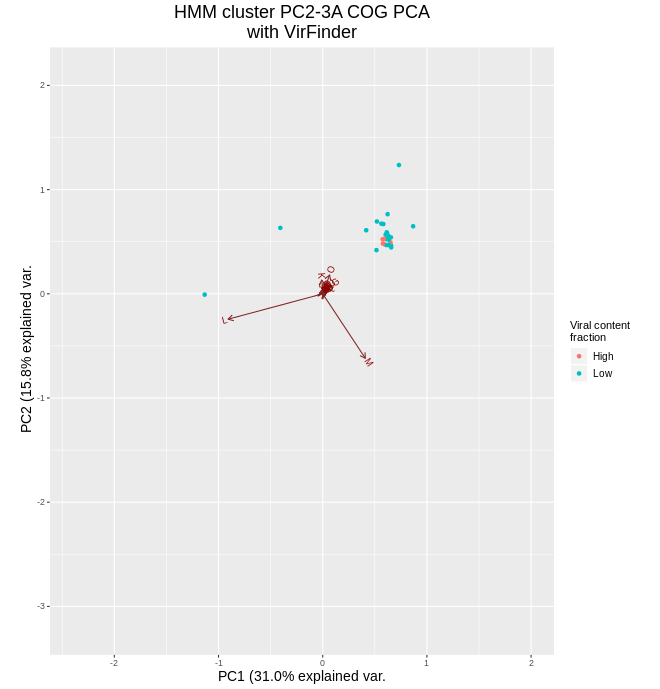 HMM cluster PC2-3A COG PCA
with VirFinder
2
1
0
-1
-2
-3
L
M
-2
-1
0
1
2
PC1 (31.0% explained var.
PC2 (15.8% explained var.
Viral content
fraction
High
Low